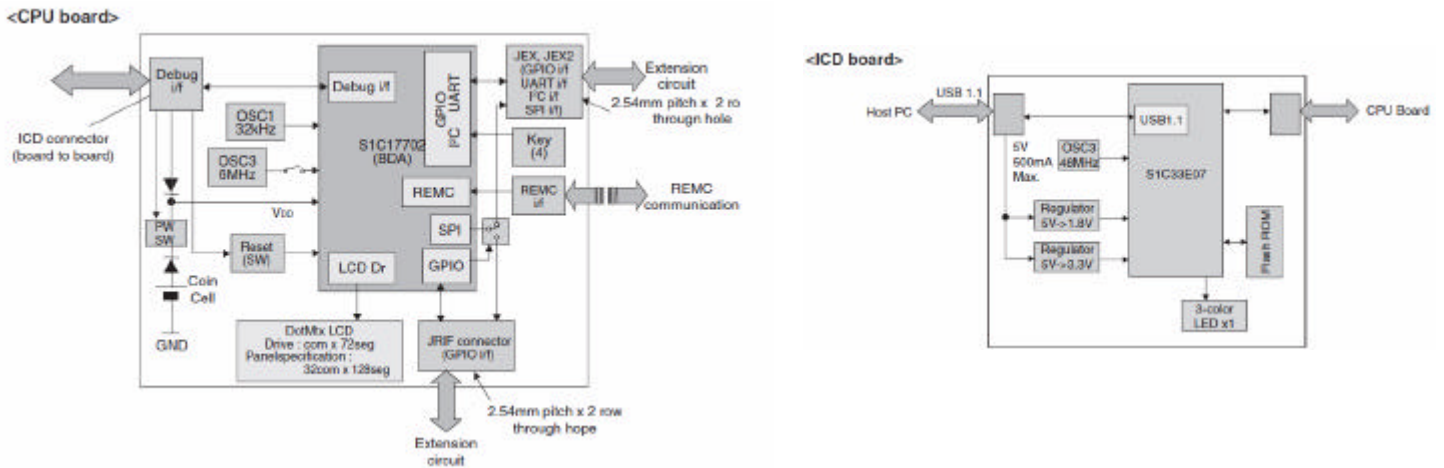 <CPU board>
Debug
i/f
ICD connector
(board to board)
OSC1
32kHz
OSC3
6MHz
VDD
PW
SW
Reset
(SW)
Coin
Cell
GND
Debug i/f
S1C17702
(BDA)
GPIO
UART
I²C
REMC
SPI
LCD Dr
GPIO
JEX, JEX2
(GPIO i/f
UART i/f
I²C i/f
SPI i/f)
Extension
circuit
2.54mm pitch x 2 ro
througn hole
Key
(4)
REMC
i/f
REMC
communication
DotMtx LCD
Drive : com x 72seg
Panelspecification :
32com x 128seg
JRIF connector
(GPIO i/f)
2.54mm pitch x 2 row
through hope
Extension
circuit
<ICD board>
USB 1.1
Host PC
5V
500mA
Max.
USB1.1
OSC3
48MHz
S1C33E07
CPU Board
Regulator
5V->1.8V
Regulator
5V->3.3V
Flash ROM
3-color
LED x1